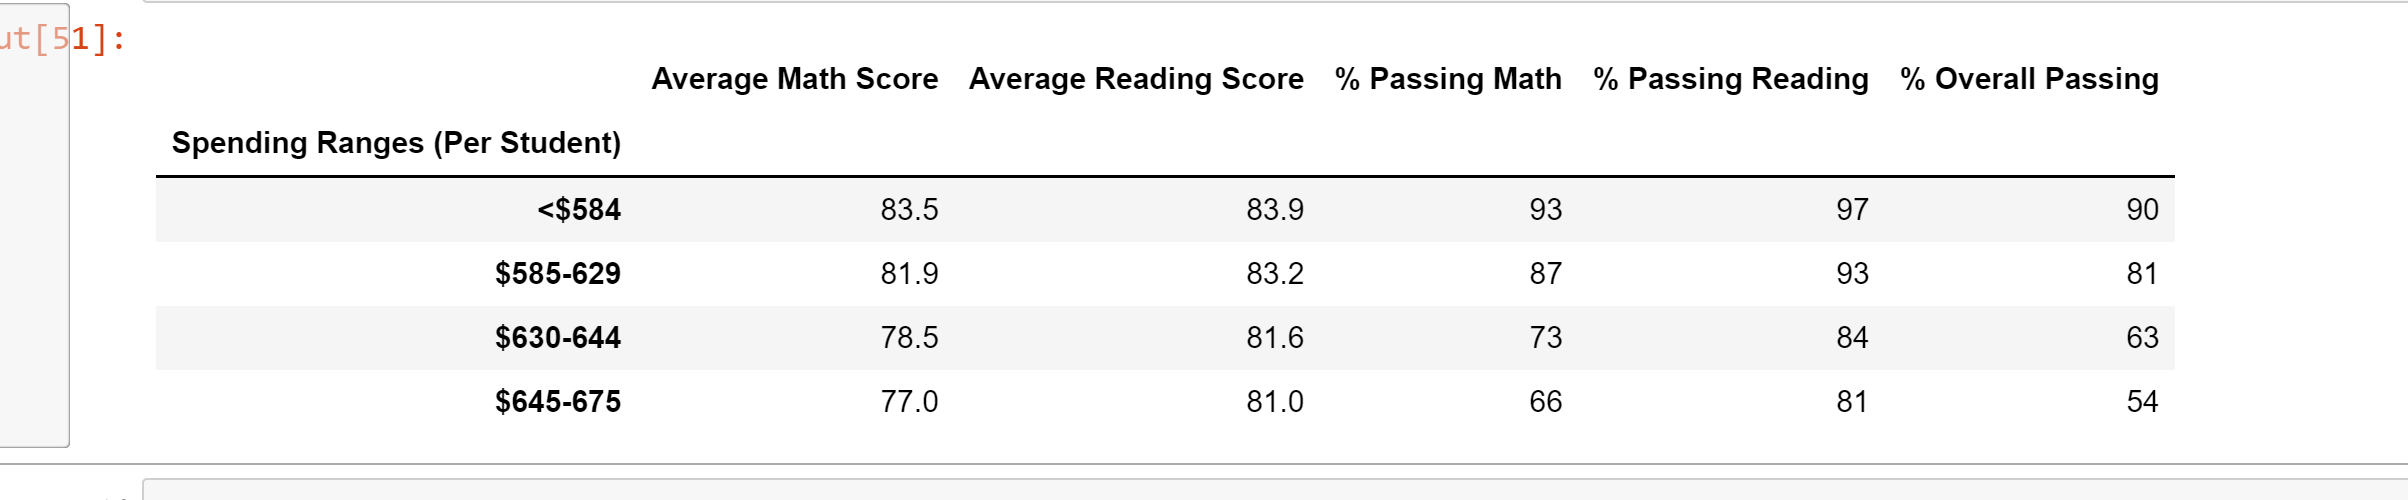 ut[51]:
Average Math Score Average Reading Score % Passing Math % Passing Reading % Overall Passing
Spending Ranges (Per Student)
<$584 83.5 83.9 93 97 90
$585-629 81.9 83.2 87 93 81
$630-644 78.5 81.6 73 84 63
$645-675 77.0 81.0 66 81 54